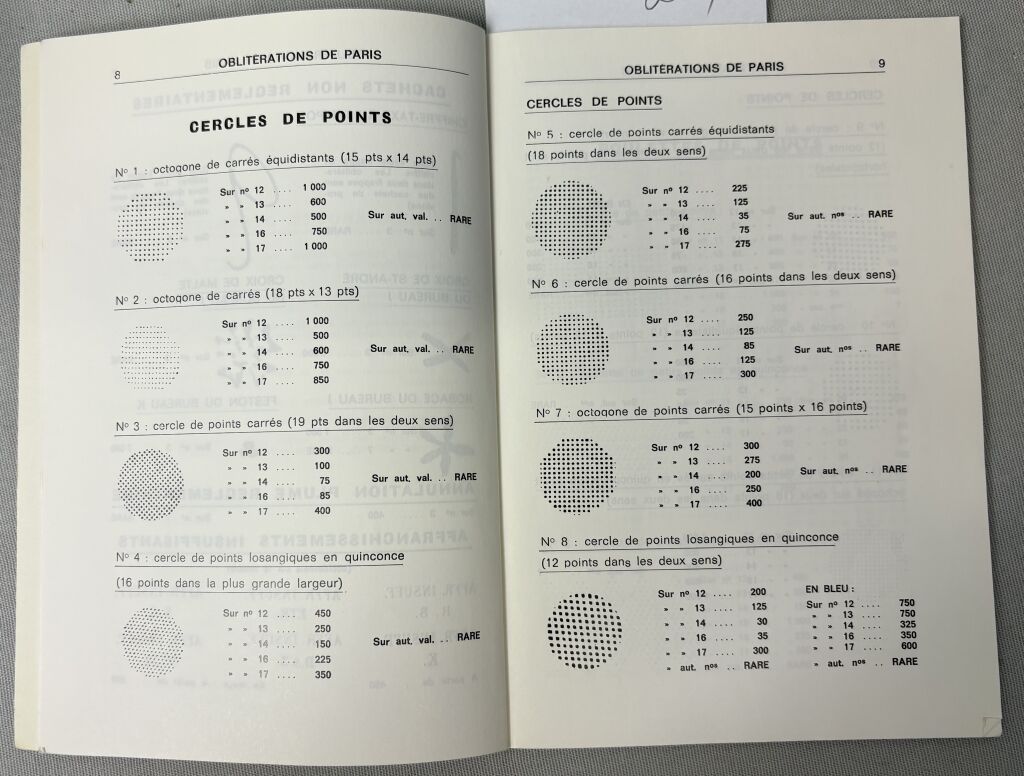 8
OBLITÉRATIONS DE PARIS
CERCLES DE POINTS
Nº 1 : octogone de carrés équidistants (15 pts x 14 pts)
Sur nº 12 .... 1 000
» » 13 .... 600
» » 14 .... 500
» » 16 .... 750
» » 17 .... 1 000
Sur aut. val. .. RARE
Nº 2 : octogone de carrés (18 pts x 13 pts)
Sur nº 12 .... 1 000
» » 13 .... 500
» » 14 .... 600
» » 16 .... 750
» » 17 .... 850
Sur aut. val. .. RARE
Nº 3 : cercle de points carrés (19 pts dans les deux sens)
Sur nº 12 .... 300
» » 13 .... 100
» » 14 .... 75
» » 16 .... 85
» » 17 .... 400
Sur aut. val. .. RARE
Nº 4 : cercle de points losangiques en quinconce
(16 points dans la plus grande largeur)
Sur nº 12 .... 450
» » 13 .... 250
» » 14 .... 150
» » 16 .... 225
» » 17 .... 350
Sur aut. val. .. RARE
OBLITÉRATIONS DE PARIS
9
CERCLES DE POINTS
Nº 5 : cercle de points carrés équidistants
(18 points dans les deux sens)
Sur nº 12 .... 225
» » 13 .... 125
» » 14 .... 35
» » 16 .... 75
» » 17 .... 275
Sur aut. nos .. RARE
Nº 6 : cercle de points carrés (16 points dans les deux sens)
Sur nº 12 .... 250
» » 13 .... 125
» » 14 .... 85
» » 16 .... 125
» » 17 .... 300
Sur aut. nos .. RARE
Nº 7 : octogone de points carrés (15 points x 16 points)
Sur nº 12 .... 300
» » 13 .... 275
» » 14 .... 200
» » 16 .... 250
» » 17 .... 400
Sur aut. nos .. RARE
Nº 8 : cercle de points losangiques en quinconce
(12 points dans les deux sens)
Sur nº 12 .... 200
» » 13 .... 125
» » 14 .... 30
» » 16 .... 35
» » 17 .... 300
» aut. nos .. RARE
EN BLEU :
Sur nº 12 .... 750
» » 13 .... 750
» » 14 .... 325
» » 16 .... 350
» » 17 .... 600
» aut. nos .. RARE